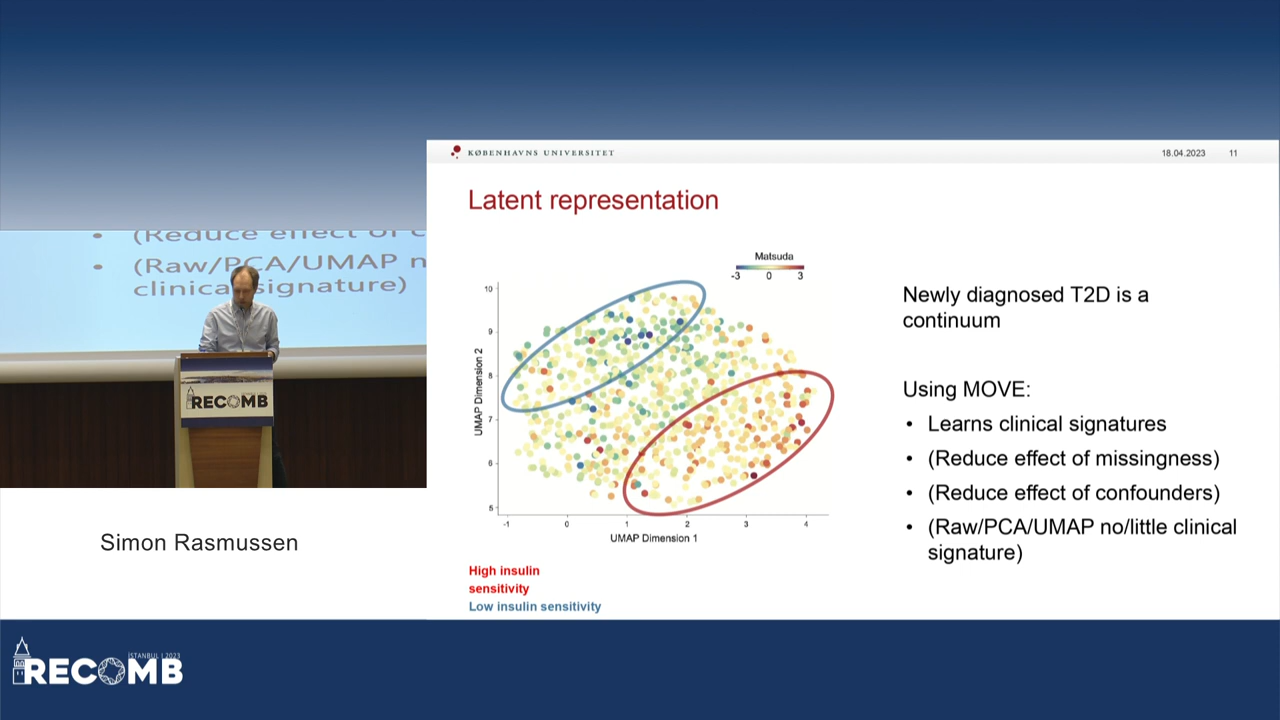 KØBENHAVNS UNIVERSITET
18.04.2023 11
Latent representation
Matsuda
-3 0 3
10
9
8
7
6
5
UMAP Dimension 2
-1 0 1 2 3 4
UMAP Dimension 1
High insulin
sensitivity
Low insulin sensitivity
Newly diagnosed T2D is a
continuum
Using MOVE:
• Learns clinical signatures
• (Reduce effect of missingness)
• (Reduce effect of confounders)
• (Raw/PCA/UMAP no/little clinical
signature)
• (Reduce effect of c
• (Raw/PCA/UMAP n
clinical signature)
RECOMB
Simon Rasmussen
İSTANBUL | 2023
RECOMB